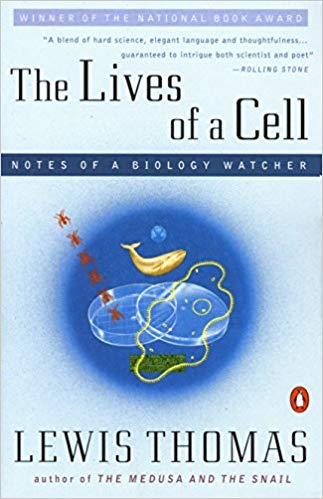 WINNER OF THE NATIONAL BOOK AWARD
"A blend of hard science, elegant language and thoughtfulness...
guaranteed to intrigue both scientist and poet"
—ROLLING STONE
The Lives
of a Cell
NOTES OF A BIOLOGY WATCHER
LEWIS THOMAS
author of THE MEDUSA AND THE SNAIL